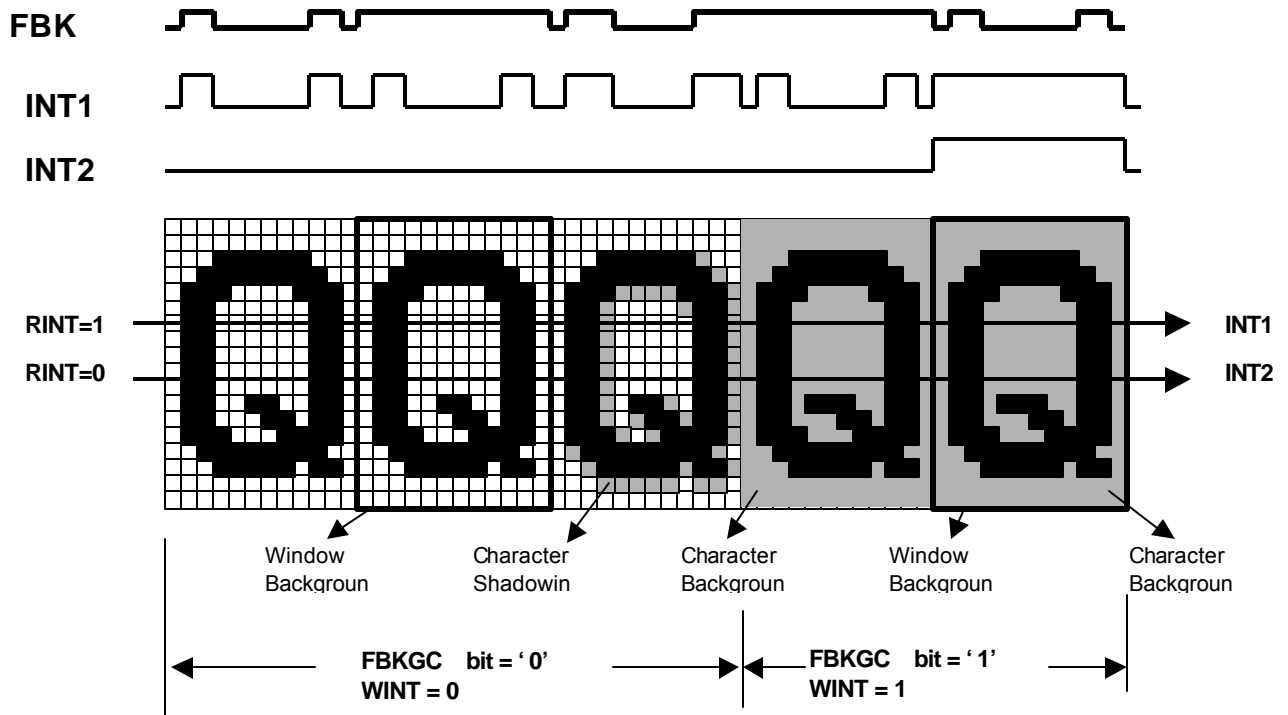 FBK
INT1
INT2
RINT=1
INT1
RINT=0
INT2
Window
Backgroun
Character
Shadowin
Character
Backgroun
Window
Backgroun
Character
Backgroun
FBKGC bit = ‘ 0’
WINT = 0
FBKGC bit = ‘ 1’
WINT = 1